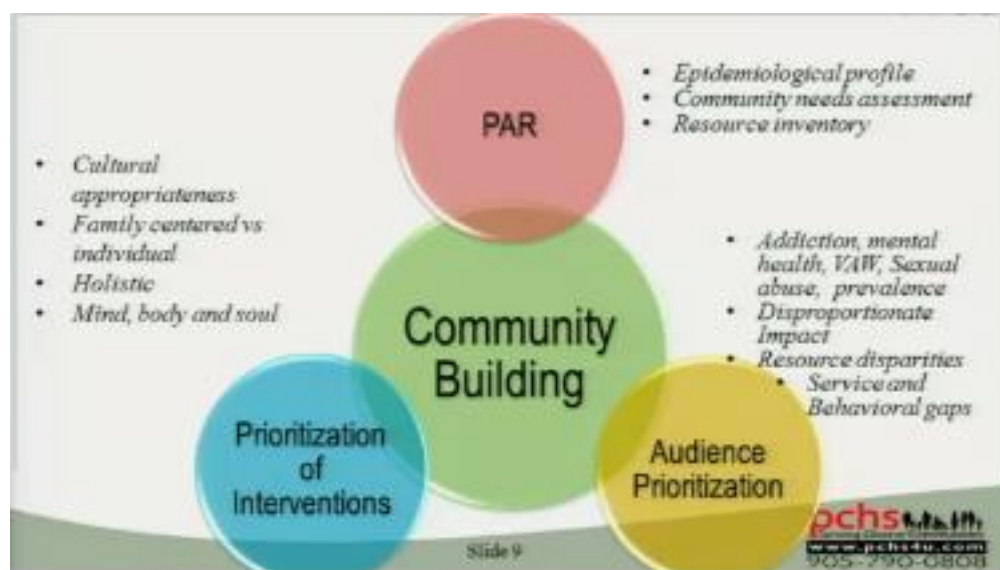 PAR
• Epidemiological profile
• Community needs assessment
• Resource inventory
• Cultural
appropriateness
• Family centered vs
individual
• Holistic
• Mind, body and soul
• Addiction, mental
health, VAW, Sexual
abuse, prevalence
• Disproportionate
Impact
• Resource disparities
• Service and
Behavioral gaps
Community
Building
Prioritization
of
Interventions
Audience
Prioritization
Slide 9
pchs
www.pchs4u.com
905-790-0808